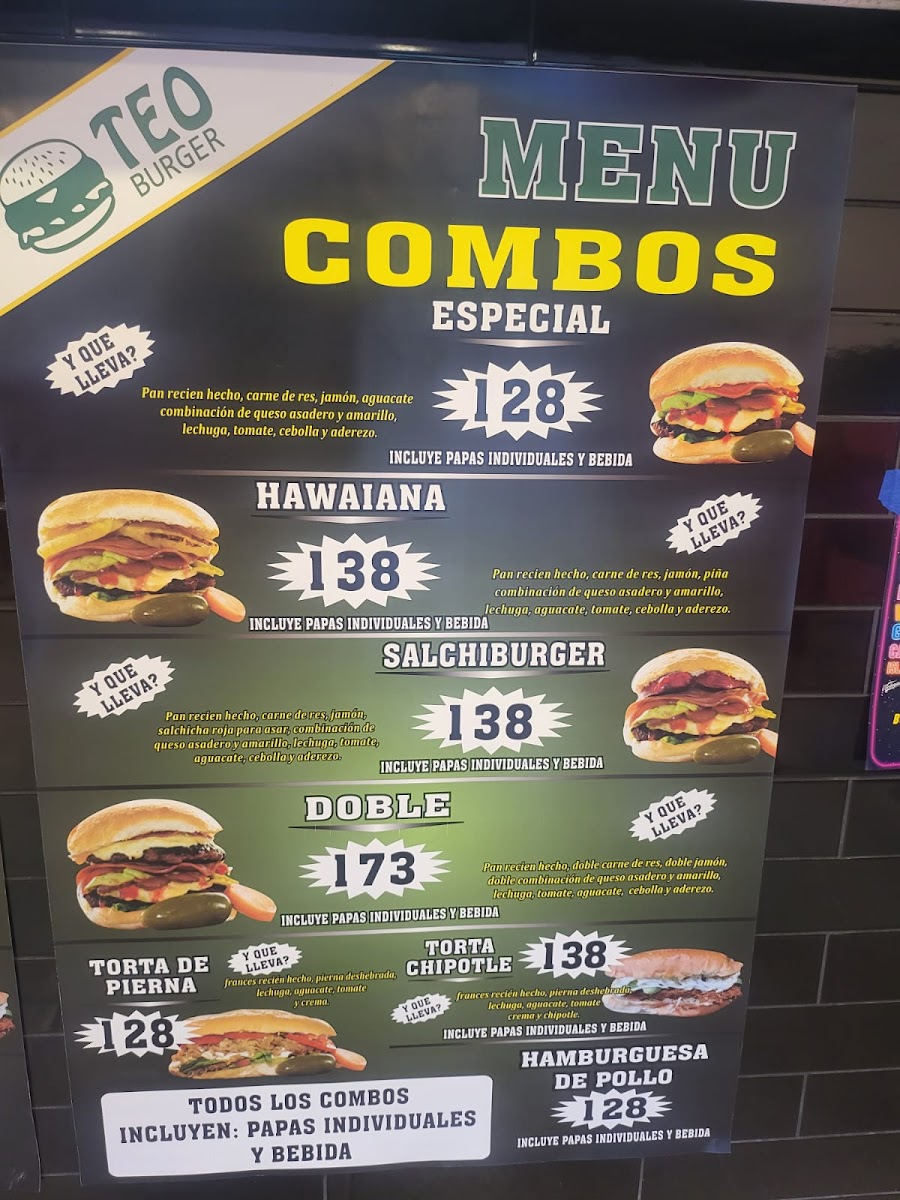 TEO
BURGER
MENU
COMBOS
ESPECIAL
Y QUE
LLEVA?
128
Pan recien hecho, carne de res, jamón, aguacate
combinación de queso asadero y amarillo,
lechuga, tomate, cebolla y aderezo.
INCLUYE PAPAS INDIVIDUALES Y BEBIDA
HAWAIANA
138
Y QUE
LLEVA?
Pan recien hecho, carne de res, jamón, piña
combinación de queso asadero y amarillo,
lechuga, aguacate, tomate, cebolla y aderezo.
INCLUYE PAPAS INDIVIDUALES Y BEBIDA
SALCHIBURGER
Y QUE
LLEVA?
138
Pan recien hecho, carne de res, jamón,
salchicha roja para asar, combinación de
queso asadero y amarillo, lechuga, tomate,
aguacate, cebolla y aderezo.
INCLUYE PAPAS INDIVIDUALES Y BEBIDA
DOBLE
Y QUE
LLEVA?
173
Pan recien hecho, doble carne de res, doble jamón,
doble combinación de queso asadero y amarillo,
lechuga, tomate, aguacate, cebolla y aderezo.
INCLUYE PAPAS INDIVIDUALES Y BEBIDA
TORTA DE
PIERNA
Y QUE
LLEVA?
frances recién hecho, pierna deshebrada,
lechuga, aguacate, tomate
y crema.
128
TORTA
CHIPOTLE
138
Y QUE
LLEVA?
frances recién hecho, pierna deshebrada,
lechuga, aguacate, tomate
crema y chipotle.
INCLUYE PAPAS INDIVIDUALES Y BEBIDA
HAMBURGUESA
DE POLLO
128
INCLUYE PAPAS INDIVIDUALES Y BEBIDA
TODOS LOS COMBOS
INCLUYEN: PAPAS INDIVIDUALES
Y BEBIDA